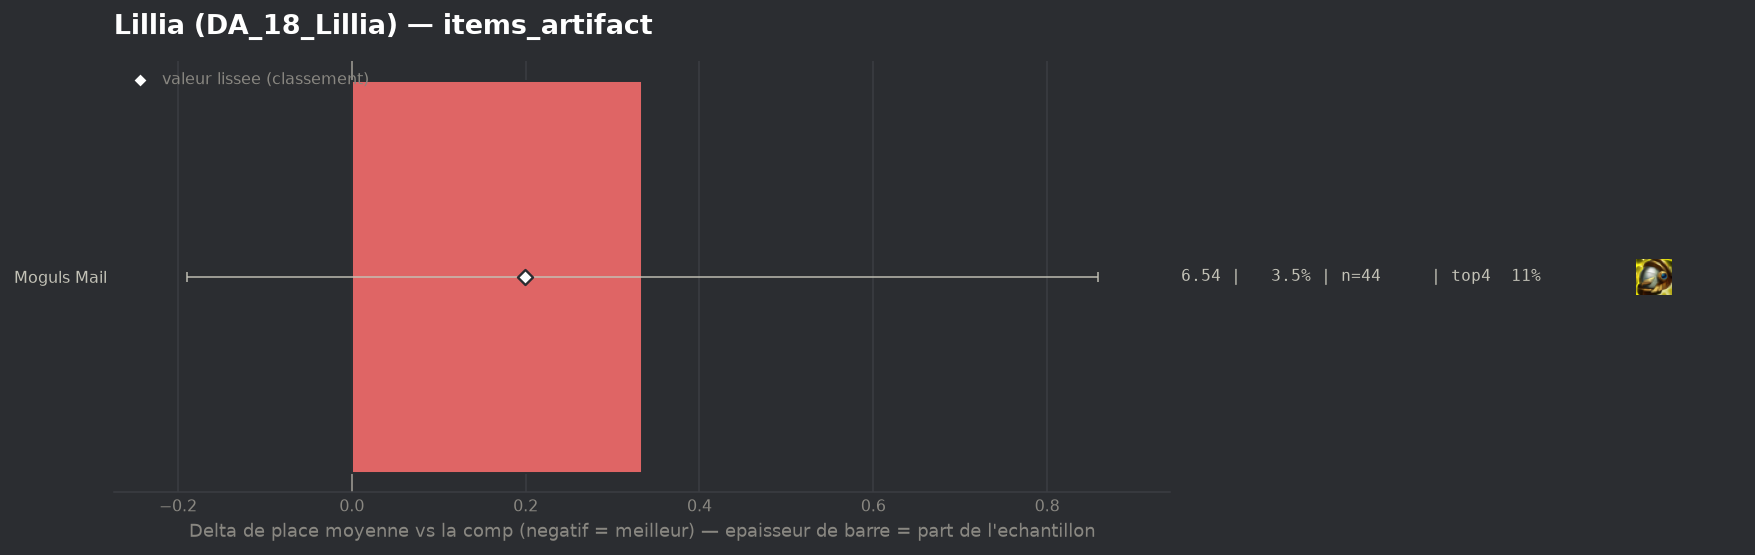 Lillia (DA_18_Lillia) — items_artifact
valeur lissee (classement)
Moguls Mail
6.54 | 3.5% | n=44 | top4 11%
−0.2 0.0 0.2 0.4 0.6 0.8
Delta de place moyenne vs la comp (negatif = meilleur) — epaisseur de barre = part de l'echantillon